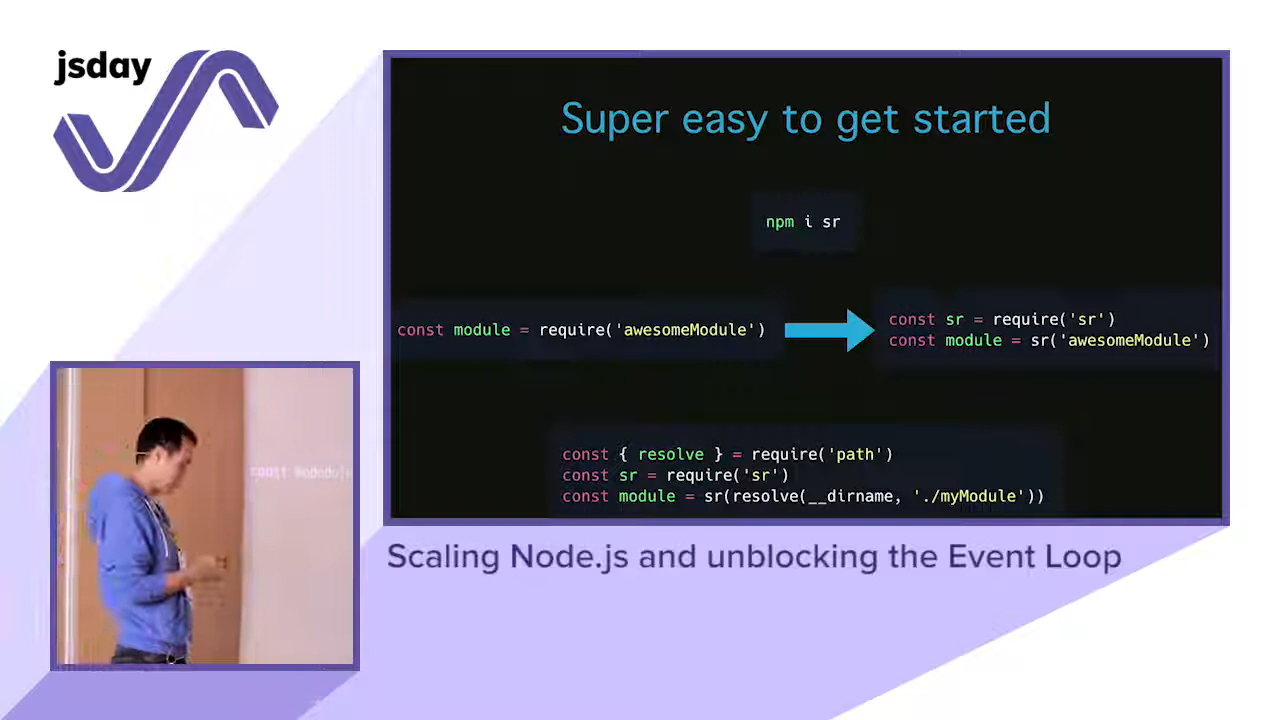 jsday
Super easy to get started
npm i sr
const module = require('awesomeModule')
const sr = require('sr')
const module = sr('awesomeModule')
const { resolve } = require('path')
const sr = require('sr')
const module = sr(resolve(__dirname, './myModule'))
Scaling Node.js and unblocking the Event Loop